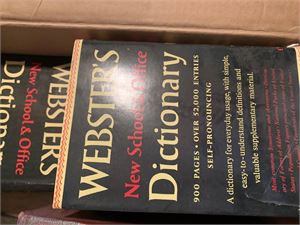 WEBSTER'S
New School & Office
Dictionary
900 PAGES • OVER 52,000 ENTRIES
SELF-PRONOUNCING
A dictionary for everyday usage, with simple,
easy-to-understand definitions and
valuable supplementary material.
WEBSTER'S
New School & Office
Dictionary